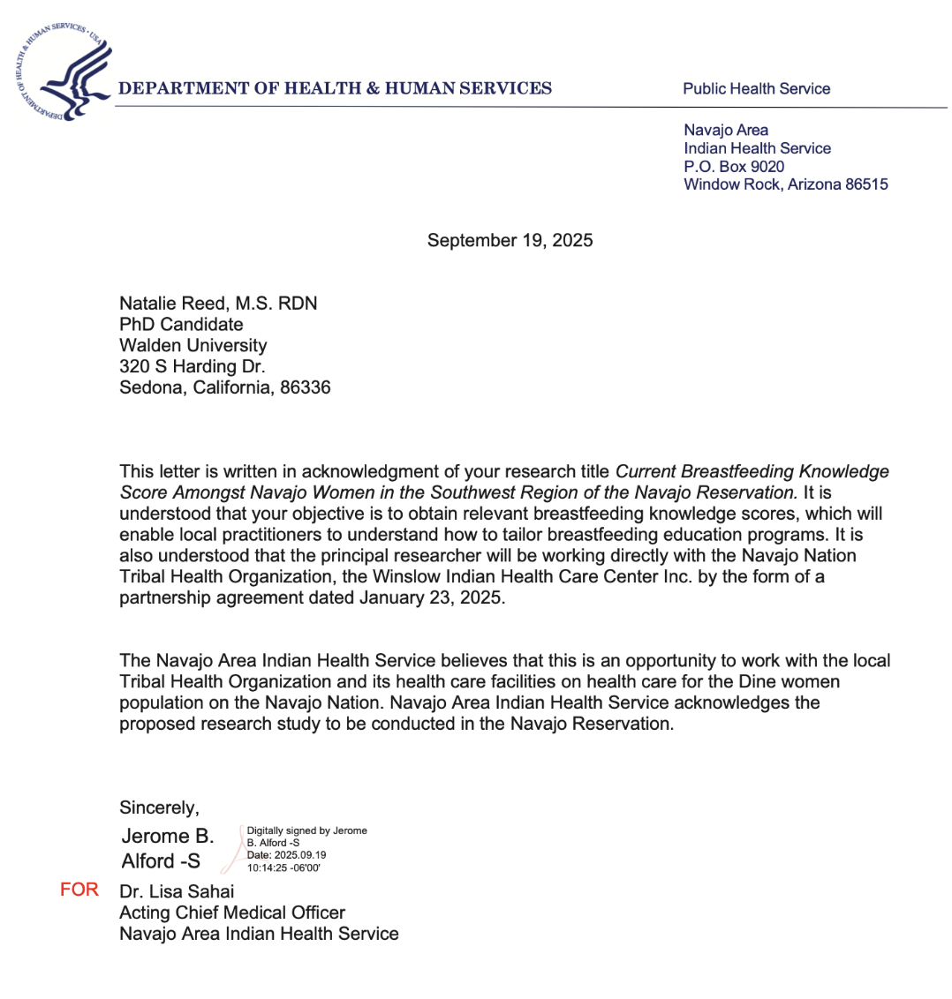 DEPARTMENT OF HEALTH & HUMAN SERVICES · USA
DEPARTMENT OF HEALTH & HUMAN SERVICES
Public Health Service
Navajo Area
Indian Health Service
P.O. Box 9020
Window Rock, Arizona 86515
September 19, 2025
Natalie Reed, M.S. RDN
PhD Candidate
Walden University
320 S Harding Dr.
Sedona, California, 86336
This letter is written in acknowledgment of your research title Current Breastfeeding Knowledge
Score Amongst Navajo Women in the Southwest Region of the Navajo Reservation. It is
understood that your objective is to obtain relevant breastfeeding knowledge scores, which will
enable local practitioners to understand how to tailor breastfeeding education programs. It is
also understood that the principal researcher will be working directly with the Navajo Nation
Tribal Health Organization, the Winslow Indian Health Care Center Inc. by the form of a
partnership agreement dated January 23, 2025.
The Navajo Area Indian Health Service believes that this is an opportunity to work with the local
Tribal Health Organization and its health care facilities on health care for the Dine women
population on the Navajo Nation. Navajo Area Indian Health Service acknowledges the
proposed research study to be conducted in the Navajo Reservation.
Sincerely,
Jerome B.
Alford -S
Digitally signed by Jerome
B. Alford -S
Date: 2025.09.19
10:14:25 -06'00'
FOR Dr. Lisa Sahai
Acting Chief Medical Officer
Navajo Area Indian Health Service